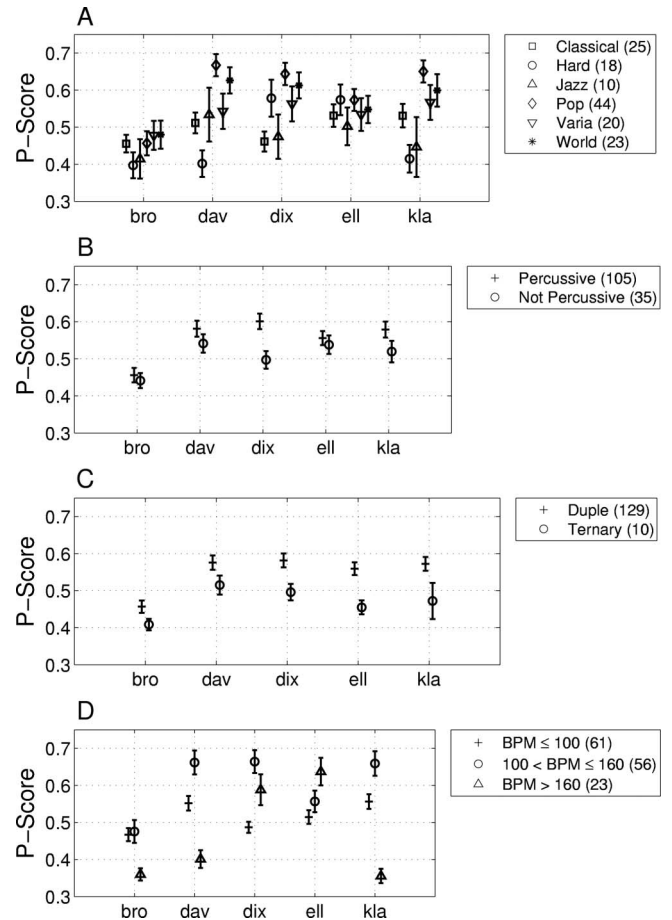 A
P-Score
0.7
0.6
0.5
0.4
0.3
bro dav dix ell kla
Classical (25)
Hard (18)
Jazz (10)
Pop (44)
Varia (20)
World (23)
B
P-Score
0.7
0.6
0.5
0.4
0.3
bro dav dix ell kla
Percussive (105)
Not Percussive (35)
C
P-Score
0.7
0.6
0.5
0.4
0.3
bro dav dix ell kla
Duple (129)
Ternary (10)
D
P-Score
0.7
0.6
0.5
0.4
0.3
bro dav dix ell kla
BPM ≤ 100 (61)
100 < BPM ≤ 160 (56)
BPM > 160 (23)